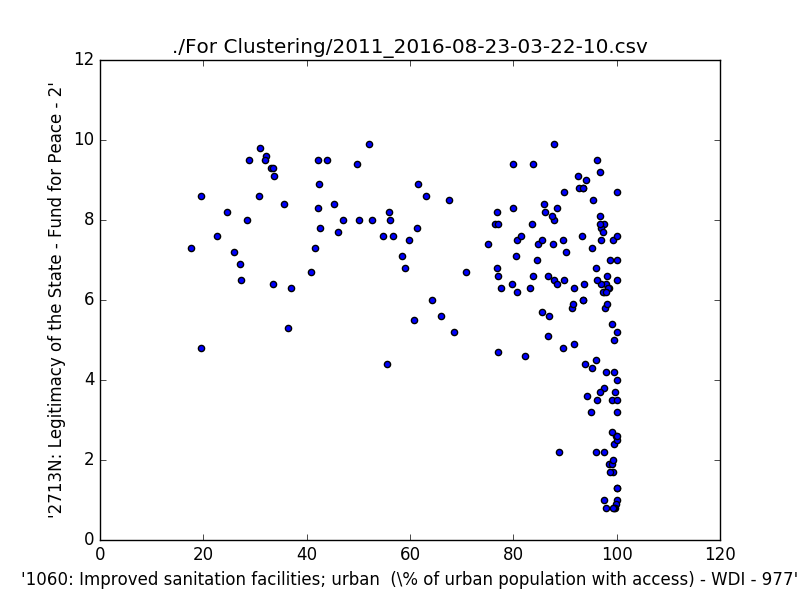 ./For Clustering/2011_2016-08-23-03-22-10.csv
'2713N: Legitimacy of the State - Fund for Peace - 2'
12
10
8
6
4
2
0
0 20 40 60 80 100 120
'1060: Improved sanitation facilities; urban  (\% of urban population with access) - WDI - 977'